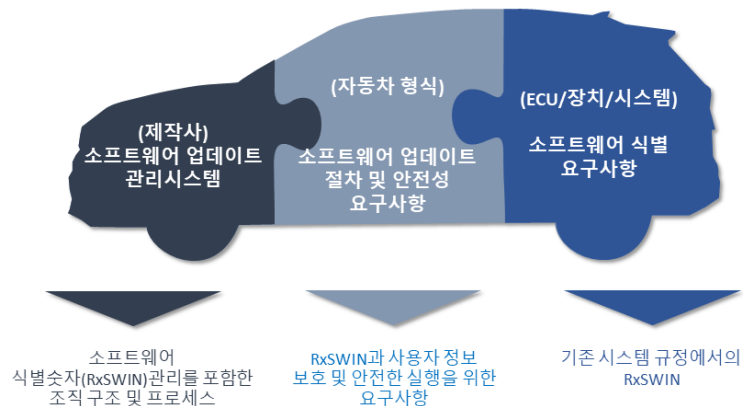 (제작사)
소프트웨어 업데이트
관리시스템
(자동차 형식)
소프트웨어 업데이트
절차 및 안전성
요구사항
(ECU/장치/시스템)
소프트웨어 식별
요구사항
소프트웨어
식별숫자(RxSWIN)관리를 포함한
조직 구조 및 프로세스
RxSWIN과 사용자 정보
보호 및 안전한 실행을 위한
요구사항
기존 시스템 규정에서의
RxSWIN